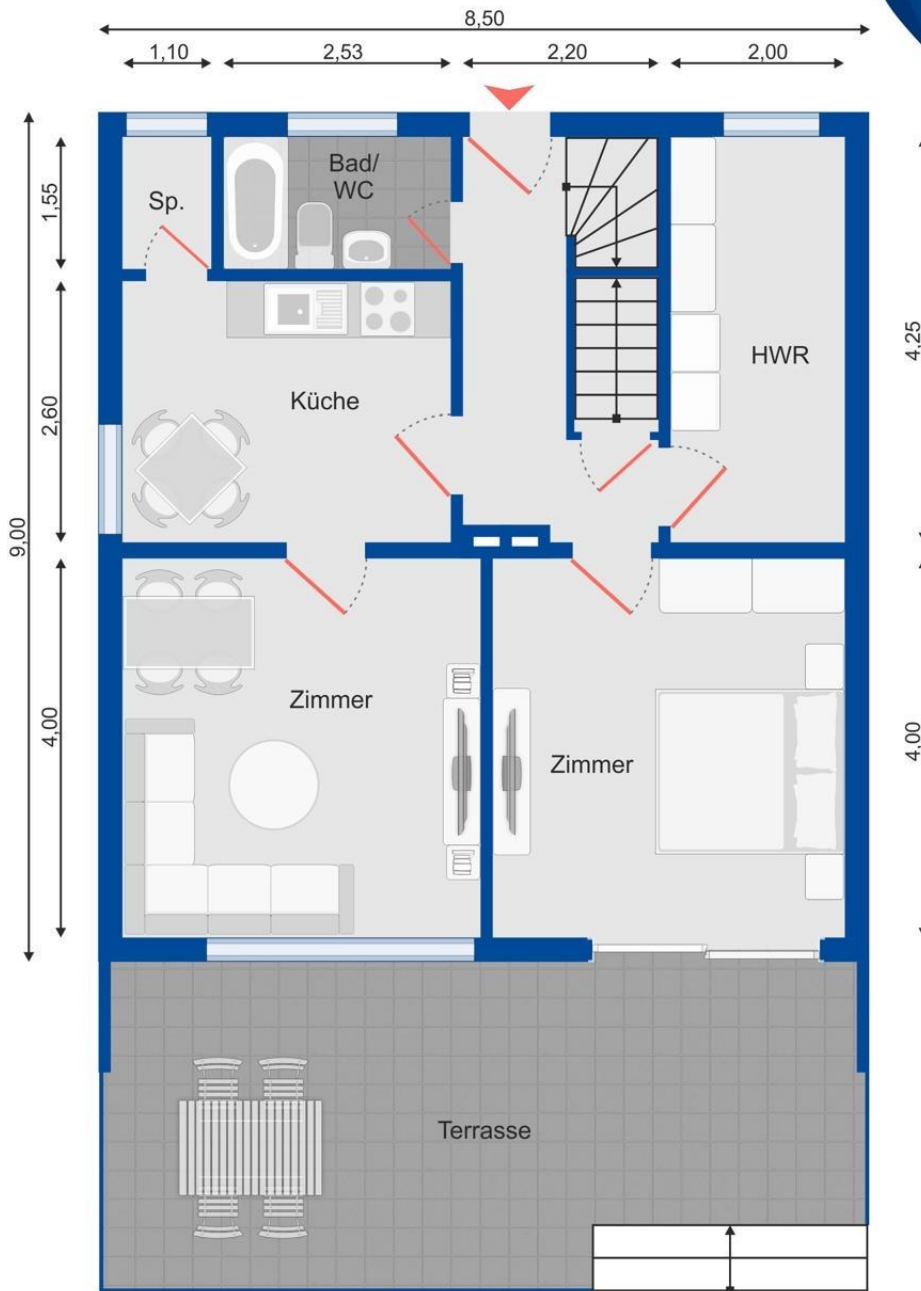 8,50
1,10
2,53
2,20
2,00
Bad/
WC
Sp.
1,55
4,25
HWR
Küche
2,60
9,00
Zimmer
4,00
Zimmer
4,00
Terrasse